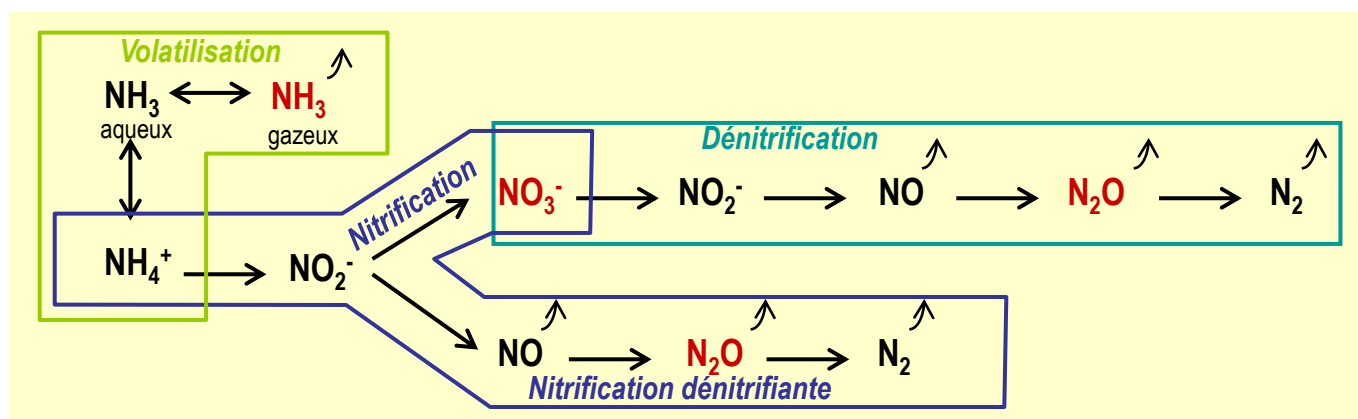 Volatilisation
NH₃ NH₃
aqueux gazeux
Dénitrification
Nitrification
NO₃⁻ NO₂⁻ NO N₂O N₂
NH₄⁺ NO₂⁻
NO N₂O N₂
Nitrification dénitrifiante